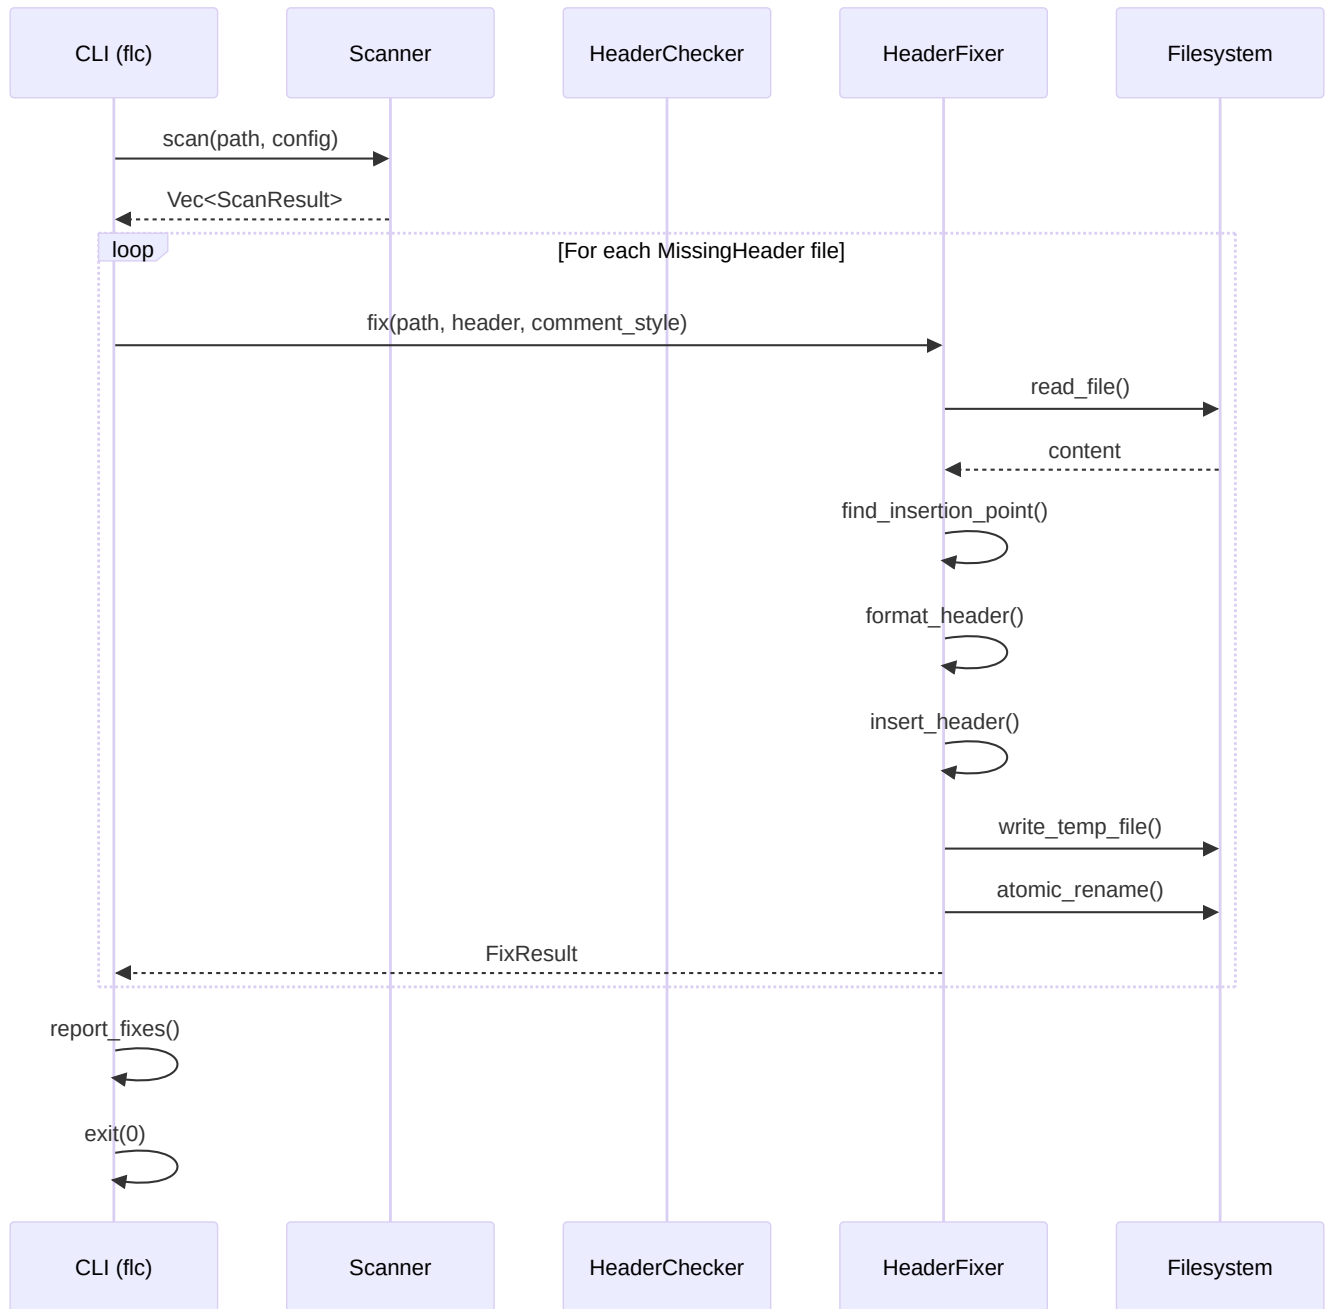 CLI (flc)
Scanner
HeaderChecker
HeaderFixer
Filesystem
scan(path, config)
Vec<ScanResult>
loop
[For each MissingHeader file]
fix(path, header, comment_style)
read_file()
content
find_insertion_point()
format_header()
insert_header()
write_temp_file()
atomic_rename()
FixResult
report_fixes()
exit(0)
CLI (flc)
Scanner
HeaderChecker
HeaderFixer
Filesystem